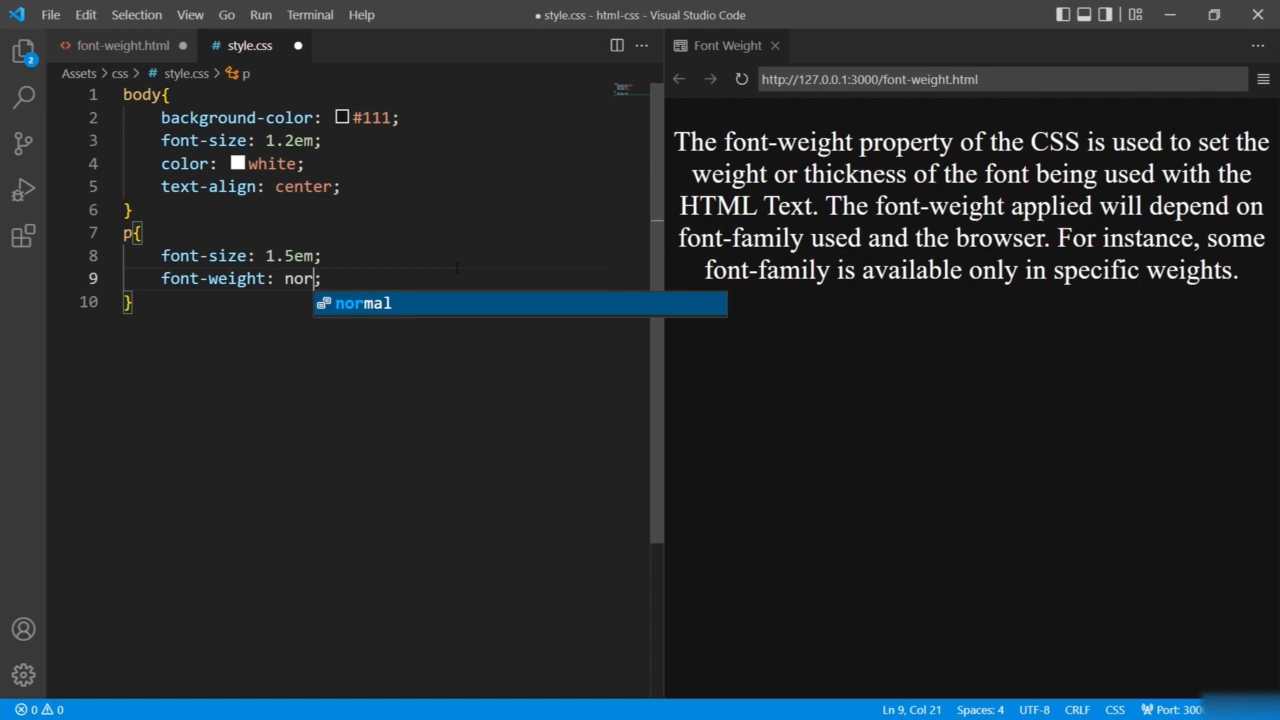 File Edit Selection View Go Run Terminal Help
● style.css - html-css - Visual Studio Code
font-weight.html ●
# style.css ●
Font Weight
2
Assets > css > # style.css > p
http://127.0.0.1:3000/font-weight.html
1 body{
2 background-color: #111;
3 font-size: 1.2em;
4 color: white;
5 text-align: center;
6 }
7 p{
8 font-size: 1.5em;
9 font-weight: nor;
normal
10 }
The font-weight property of the CSS is used to set the
weight or thickness of the font being used with the
HTML Text. The font-weight applied will depend on
font-family used and the browser. For instance, some
font-family is available only in specific weights.
0 0
Ln 9, Col 21 Spaces: 4 UTF-8 CRLF CSS Port: